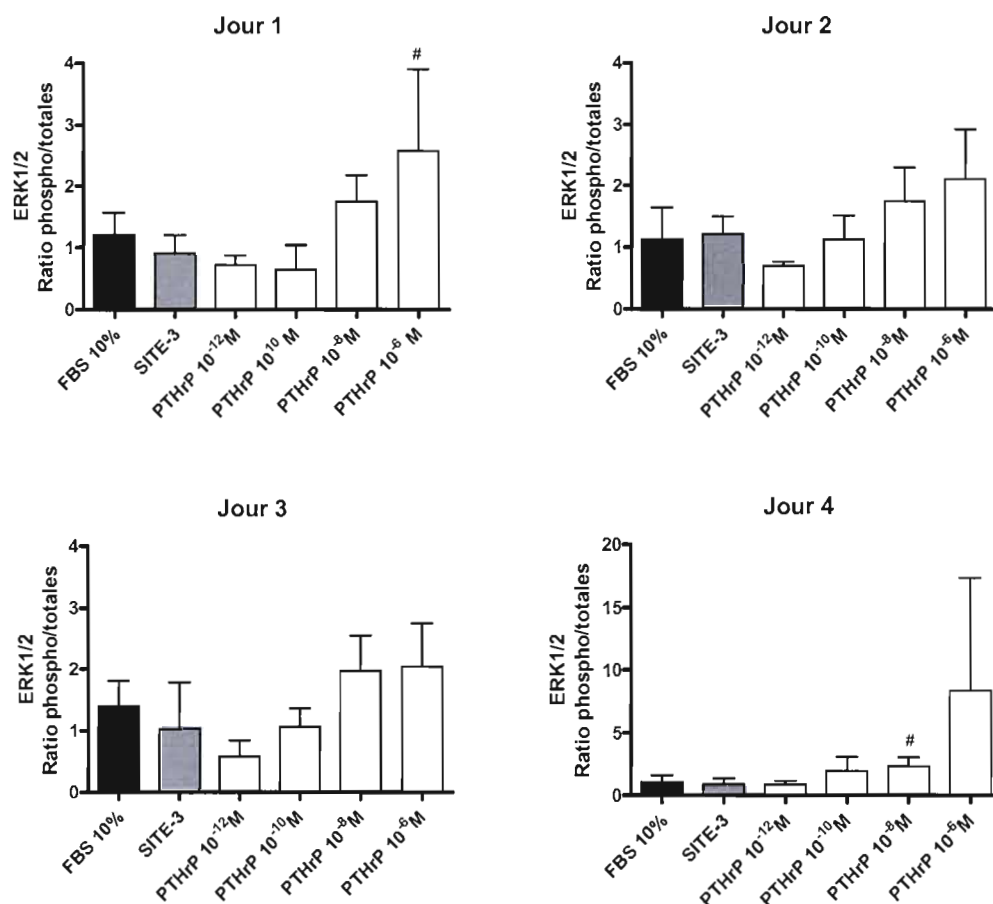 Jour 1
#
4
3
2
1
0
ERK1/2
Ratio phospho/totales
FBS 10%
SITE-3
PTHrP 10⁻¹²M
PTHrP 10¹⁰ M
PTHrP 10⁻⁸M
PTHrP 10⁻⁶M
Jour 2
4
3
2
1
0
ERK1/2
Ratio phospho/totales
FBS 10%
SITE-3
PTHrP 10⁻¹²M
PTHrP 10⁻¹⁰M
PTHrP 10⁻⁸M
PTHrP 10⁻⁶M
Jour 3
4
3
2
1
0
ERK1/2
Ratio phospho/totales
FBS 10%
SITE-3
PTHrP 10⁻¹²M
PTHrP 10⁻¹⁰M
PTHrP 10⁻⁸M
PTHrP 10⁻⁶M
Jour 4
20
15
10
5
0
#
ERK1/2
Ratio phospho/totales
FBS 10%
SITE-3
PTHrP 10⁻¹²M
PTHrP 10⁻¹⁰M
PTHrP 10⁻⁸M
PTHrP 10⁻⁶M